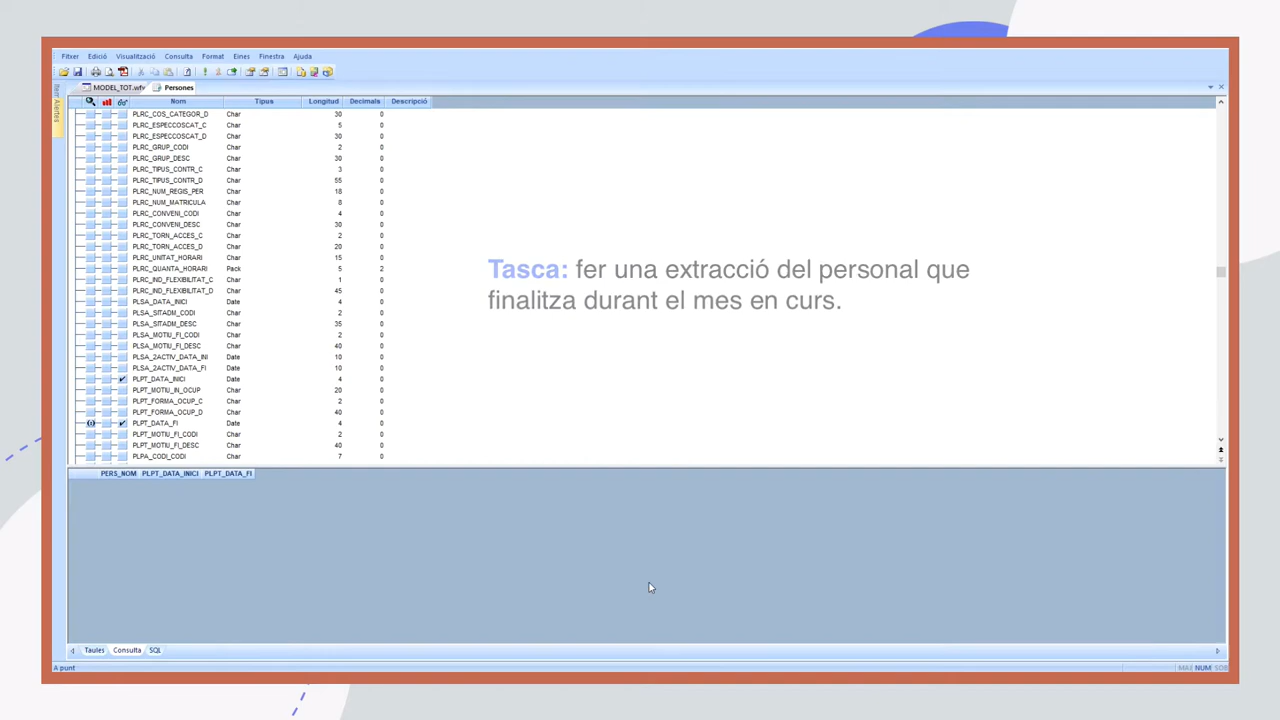 Fitxer Edició Visualització Consulta Format Eines Finestra Ajuda
MODEL_TOT.wfv Persones
Nom Tipus Longitud Decimals Descripció
PLRC_COS_CATEGOR_D Char 30 0
PLRC_ESPECCOSCAT_C Char 5 0
PLRC_ESPECCOSCAT_D Char 30 0
PLRC_GRUP_CODI Char 2 0
PLRC_GRUP_DESC Char 30 0
PLRC_TIPUS_CONTR_C Char 3 0
PLRC_TIPUS_CONTR_D Char 55 0
PLRC_NUM_REGIS_PER Char 18 0
PLRC_NUM_MATRICULA Char 8 0
PLRC_CONVENI_CODI Char 4 0
PLRC_CONVENI_DESC Char 30 0
PLRC_TORN_ACCES_C Char 2 0
PLRC_TORN_ACCES_D Char 20 0
PLRC_UNITAT_HORARI Char 15 0
PLRC_QUANTA_HORARI Pack 5 2
PLRC_IND_FLEXIBILITAT_C Char 1 0
PLRC_IND_FLEXIBILITAT_D Char 45 0
PLSA_DATA_INICI Date 4 0
PLSA_SITADM_CODI Char 2 0
PLSA_SITADM_DESC Char 35 0
PLSA_MOTIU_FI_CODI Char 2 0
PLSA_MOTIU_FI_DESC Char 40 0
PLSA_2ACTIV_DATA_INI Date 10 0
PLSA_2ACTIV_DATA_FI Date 10 0
PLPT_DATA_INICI Date 4 0
PLPT_MOTIU_IN_OCUP Char 20 0
PLPT_FORMA_OCUP_C Char 2 0
PLPT_FORMA_OCUP_D Char 40 0
PLPT_DATA_FI Date 4 0
PLPT_MOTIU_FI_CODI Char 2 0
PLPT_MOTIU_FI_DESC Char 40 0
PLPA_CODI_CODI Char 7 0
Tasca: fer una extracció del personal que
finalitza durant el mes en curs.
PERS_NOM PLPT_DATA_INICI PLPT_DATA_FI
Taules Consulta SQL
A punt NUM